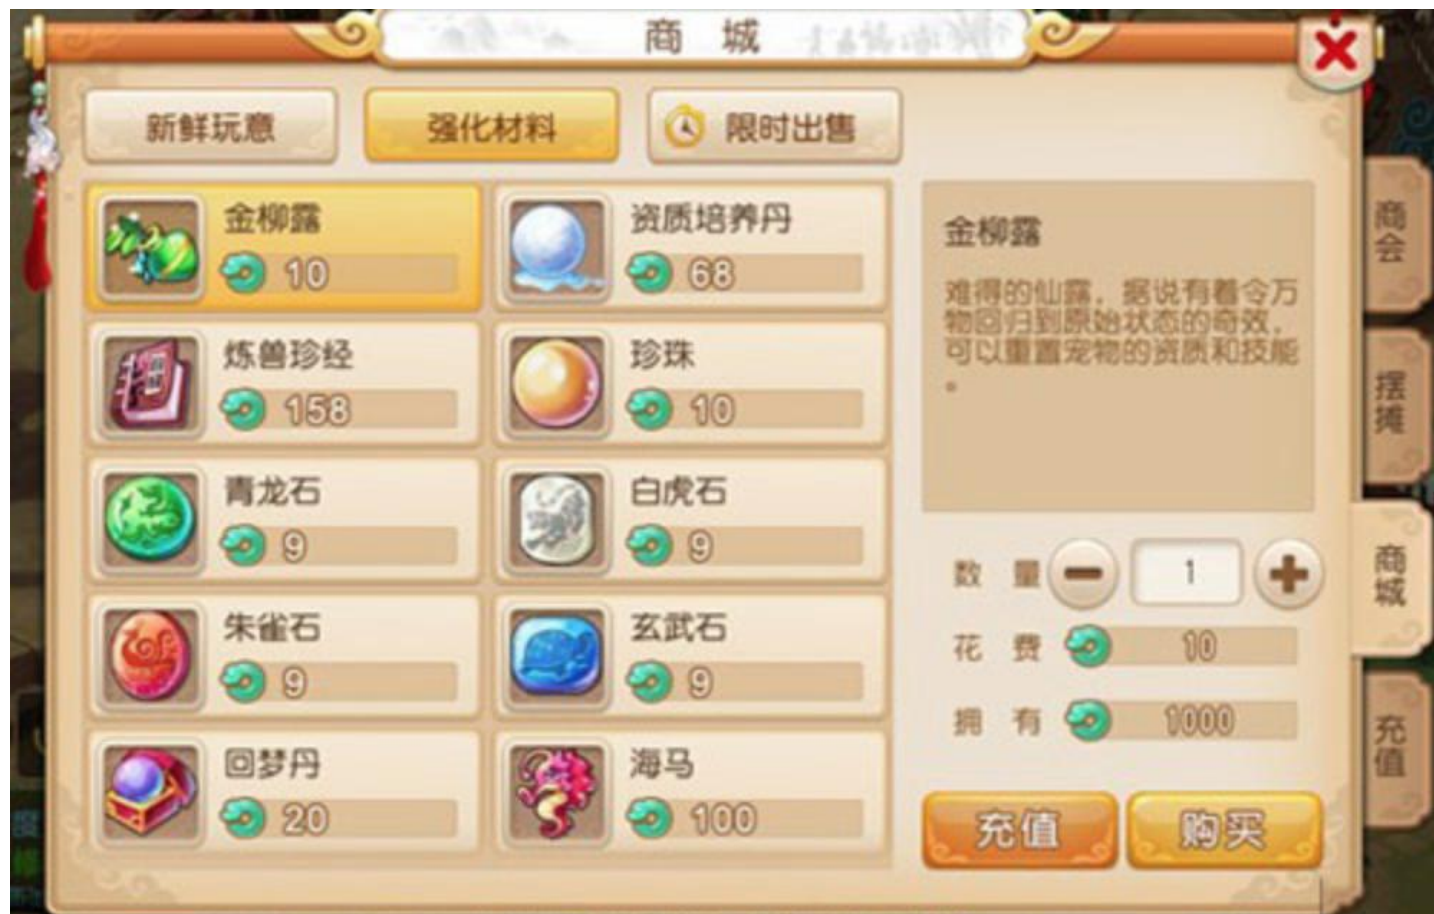 商 城
新鲜玩意
强化材料
限时出售
金柳露
10
资质培养丹
68
炼兽珍经
158
珍珠
10
青龙石
9
白虎石
9
朱雀石
9
玄武石
9
回梦丹
20
海马
100
金柳露
难得的仙露，据说有着令万
物回归到原始状态的奇效，
可以重置宠物的资质和技能
。
数 量
1
花 费
10
拥 有
1000
充值
购买
商会
摆摊
商城
充值